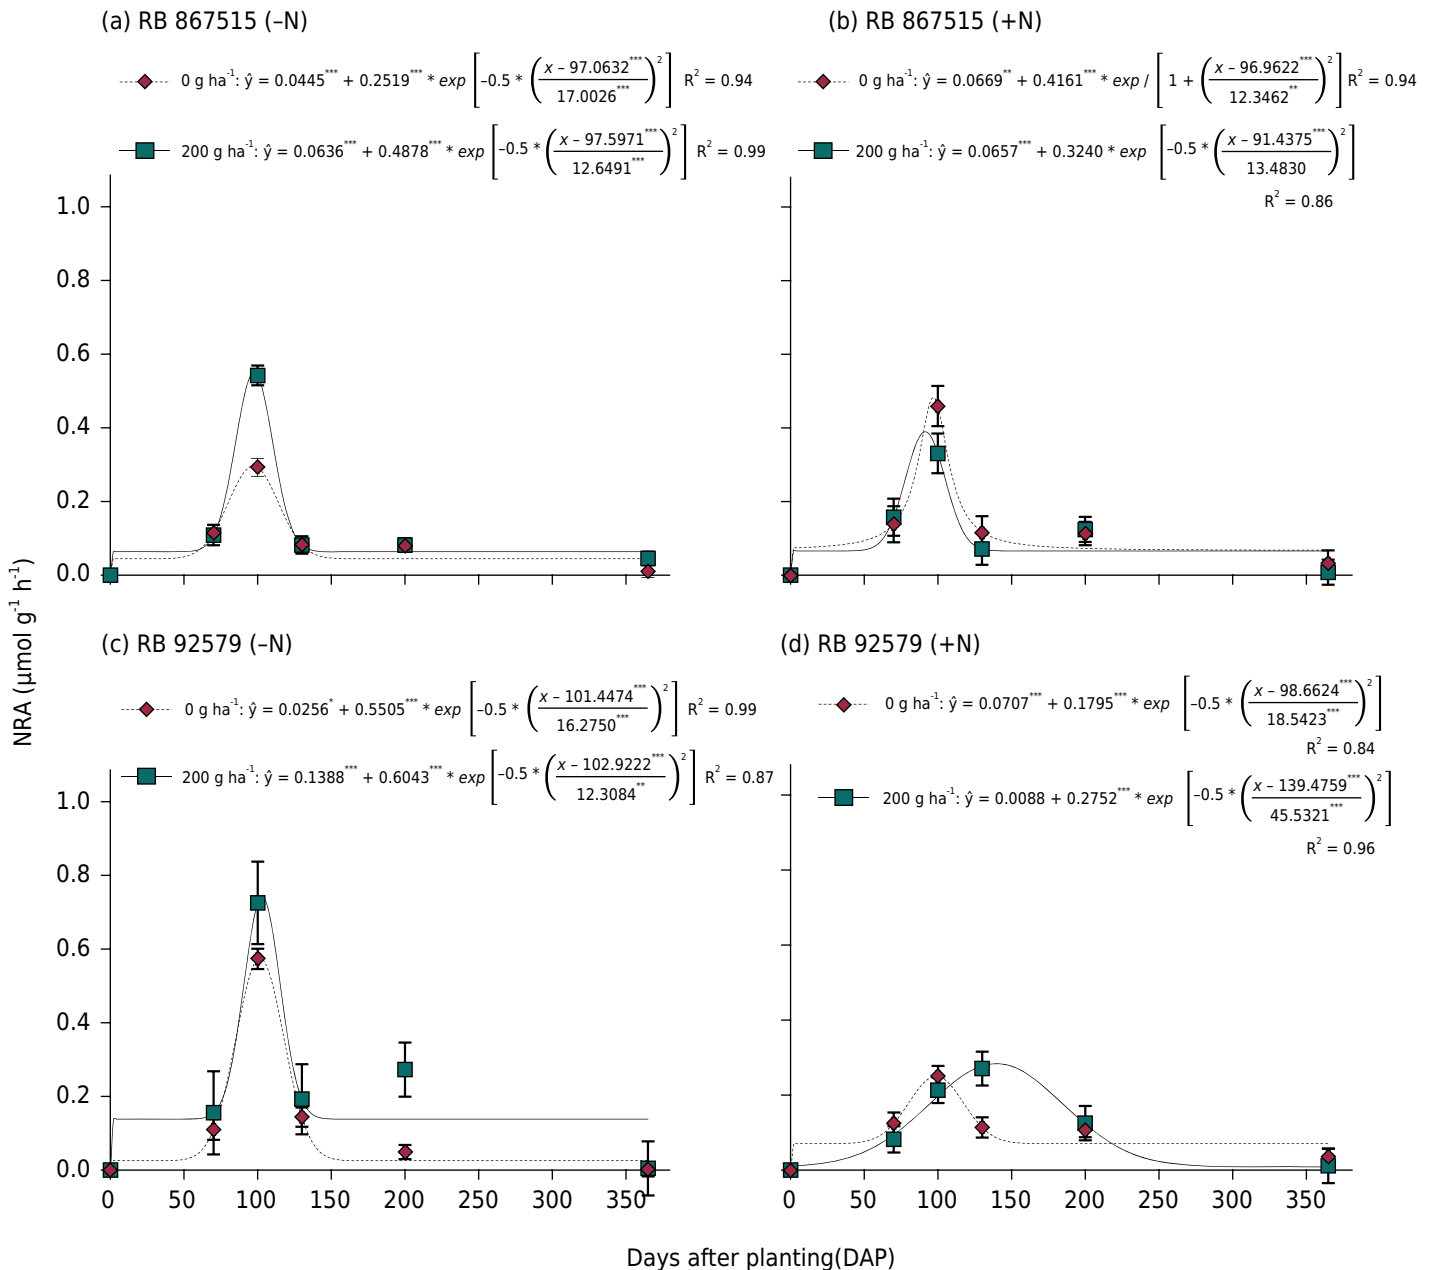 (a) RB 867515 (–N)
0 g ha⁻¹: ŷ = 0.0445*** + 0.2519*** * exp [–0.5 * (x – 97.0632*** / 17.0026***)²] R² = 0.94
200 g ha⁻¹: ŷ = 0.0636*** + 0.4878*** * exp [–0.5 * (x – 97.5971*** / 12.6491***)²] R² = 0.99
1.0
0.8
0.6
0.4
0.2
0.0
(b) RB 867515 (+N)
0 g ha⁻¹: ŷ = 0.0669** + 0.4161*** * exp / [1 + (x – 96.9622*** / 12.3462**)²] R² = 0.94
200 g ha⁻¹: ŷ = 0.0657*** + 0.3240 * exp [–0.5 * (x – 91.4375*** / 13.4830)²]
R² = 0.86
(c) RB 92579 (–N)
0 g ha⁻¹: ŷ = 0.0256* + 0.5505*** * exp [–0.5 * (x – 101.4474*** / 16.2750***)²] R² = 0.99
200 g ha⁻¹: ŷ = 0.1388*** + 0.6043*** * exp [–0.5 * (x – 102.9222*** / 12.3084**)²] R² = 0.87
1.0
0.8
0.6
0.4
0.2
0.0
0 50 100 150 200 250 300 350
(d) RB 92579 (+N)
0 g ha⁻¹: ŷ = 0.0707*** + 0.1795*** * exp [–0.5 * (x – 98.6624*** / 18.5423***)²]
R² = 0.84
200 g ha⁻¹: ŷ = 0.0088 + 0.2752*** * exp [–0.5 * (x – 139.4759*** / 45.5321***)²]
R² = 0.96
0 50 100 150 200 250 300 350
NRA (µmol g⁻¹ h⁻¹)
Days after planting(DAP)